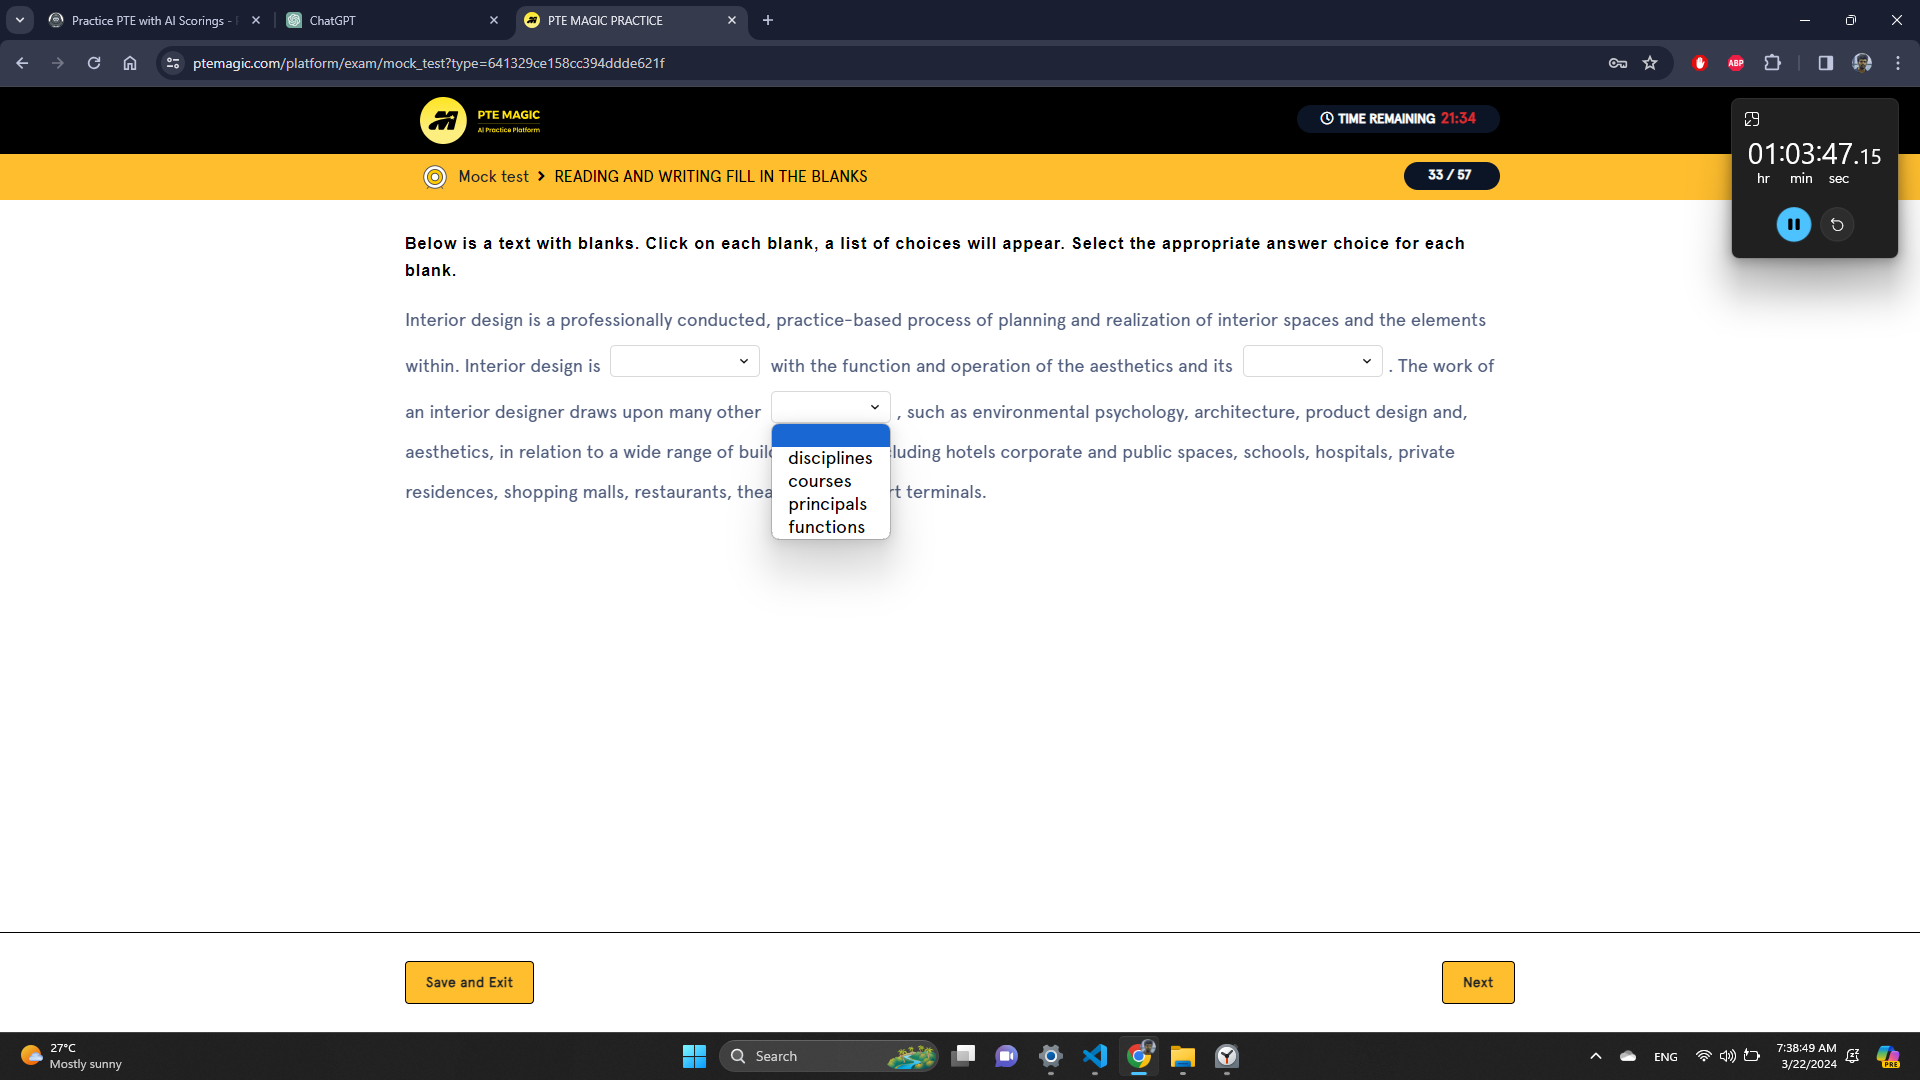 Practice PTE with AI Scorings -
ChatGPT
PTE MAGIC PRACTICE
ptemagic.com/platform/exam/mock_test?type=641329ce158cc394ddde621f
ABP
PTE MAGIC
AI Practice Platform
TIME REMAINING 21:34
01:03:47.15
hr min sec
Mock test > READING AND WRITING FILL IN THE BLANKS
33 / 57
Below is a text with blanks. Click on each blank, a list of choices will appear. Select the appropriate answer choice for each
blank.
Interior design is a professionally conducted, practice-based process of planning and realization of interior spaces and the elements
within. Interior design is with the function and operation of the aesthetics and its . The work of
an interior designer draws upon many other , such as environmental psychology, architecture, product design and,
aesthetics, in relation to a wide range of buil cluding hotels corporate and public spaces, schools, hospitals, private
residences, shopping malls, restaurants, thea rt terminals.
disciplines
courses
principals
functions
Save and Exit
Next
27°C
Mostly sunny
Search
ENG
7:38:49 AM
3/22/2024
PRE